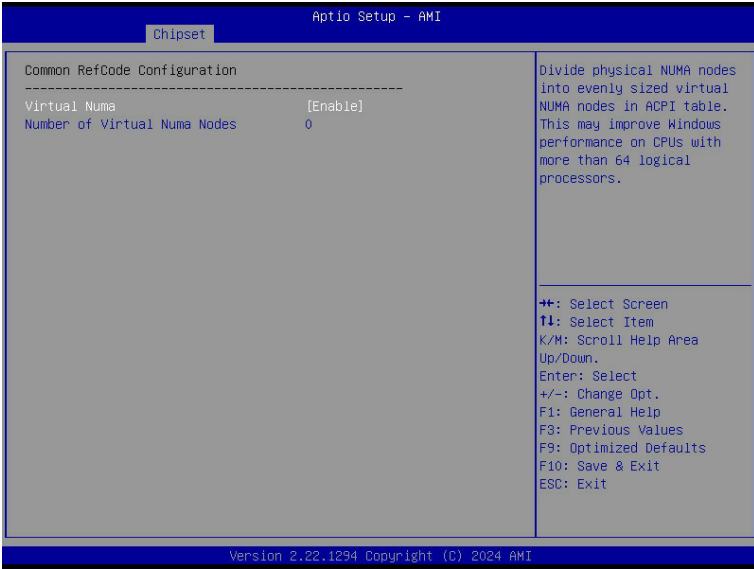 Aptio Setup – AMI
Chipset
Common RefCode Configuration
--------------------------------------------------
Virtual Numa [Enable]
Number of Virtual Numa Nodes 0
Divide physical NUMA nodes
into evenly sized virtual
NUMA nodes in ACPI table.
This may improve Windows
performance on CPUs with
more than 64 logical
processors.
→←: Select Screen
↑↓: Select Item
K/M: Scroll Help Area
Up/Down.
Enter: Select
+/-: Change Opt.
F1: General Help
F3: Previous Values
F9: Optimized Defaults
F10: Save & Exit
ESC: Exit
Version 2.22.1294 Copyright (C) 2024 AMI